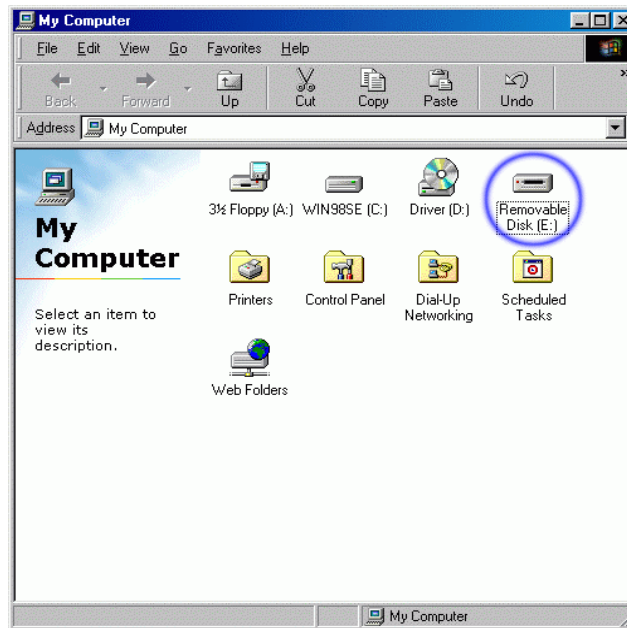 My Computer
File Edit View Go Favorites Help
Back Forward Up Cut Copy Paste Undo »
Address My Computer
My
Computer
Select an item to
view its
description.
3½ Floppy (A:) WIN98SE (C:) Driver (D:) Removable
Disk (E:)
Printers Control Panel Dial-Up
Networking Scheduled
Tasks
Web Folders
My Computer